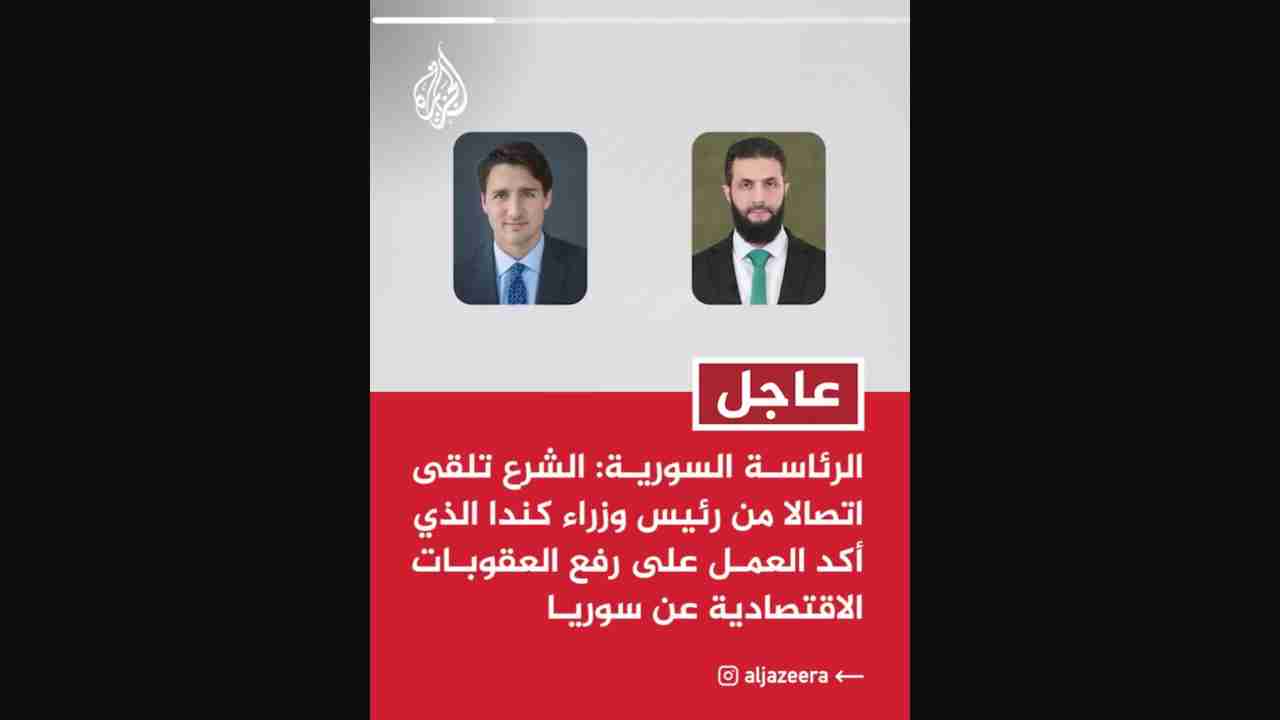 الجزيرة
عاجل
الرئاسة السورية: الشرع تلقى
اتصالا من رئيس وزراء كندا الذي
أكد العمل على رفع العقوبات
الاقتصادية عن سوريا
aljazeera